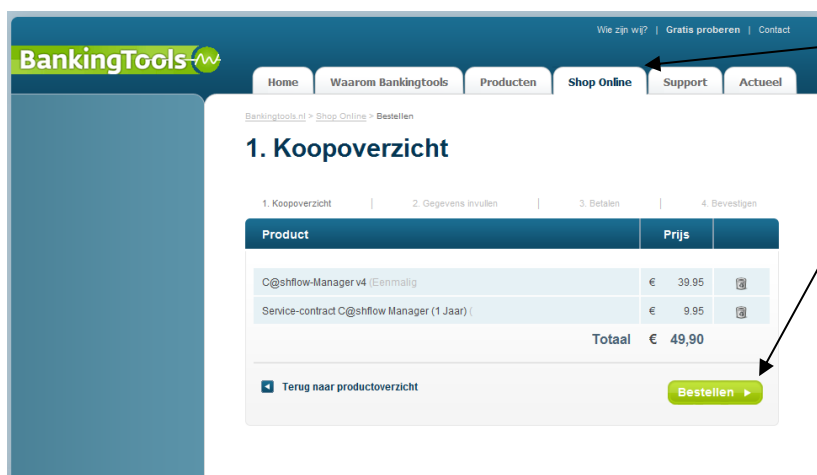 Wie zijn wij? | Gratis proberen | Contact
BankingTools
Home Waarom Bankingtools Producten Shop Online Support Actueel
Bankingtools.nl > Shop Online > Bestellen
1. Koopoverzicht
1. Koopoverzicht | 2. Gegevens invullen | 3. Betalen | 4. Bevestigen
Product Prijs
C@shflow-Manager v4 (Eenmalig € 39.95
Service-contract C@shflow Manager (1 Jaar) ( € 9.95
Totaal € 49,90
Terug naar productoverzicht Bestellen